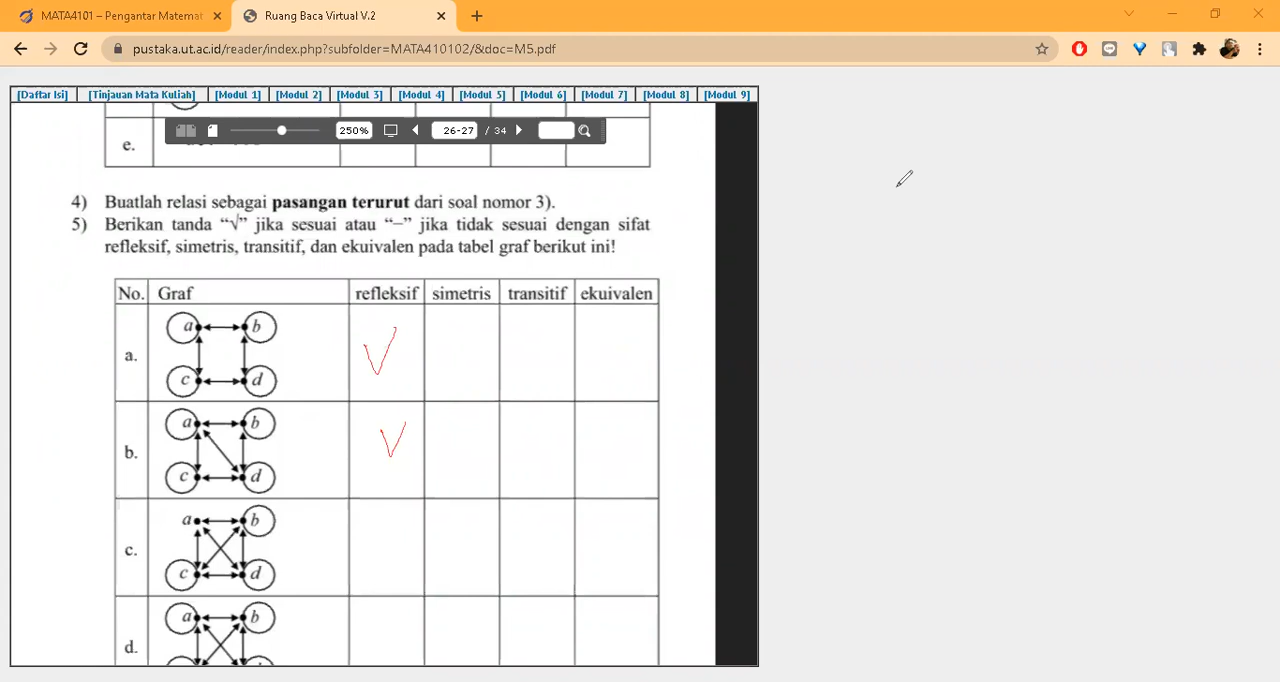 MATA4101 – Pengantar Matemat
Ruang Baca Virtual V.2
pustaka.ut.ac.id/reader/index.php?subfolder=MATA410102/&doc=M5.pdf
[Daftar Isi] [Tinjauan Mata Kuliah] [Modul 1] [Modul 2] [Modul 3] [Modul 4] [Modul 5] [Modul 6] [Modul 7] [Modul 8] [Modul 9]
250% 26-27 / 34
e.
4) Buatlah relasi sebagai pasangan terurut dari soal nomor 3).
5) Berikan tanda “√” jika sesuai atau “–” jika tidak sesuai dengan sifat
refleksif, simetris, transitif, dan ekuivalen pada tabel graf berikut ini!
No. Graf refleksif simetris transitif ekuivalen
a b
a.
c d
a b
b.
c d
a b
c.
c d
a b
d.